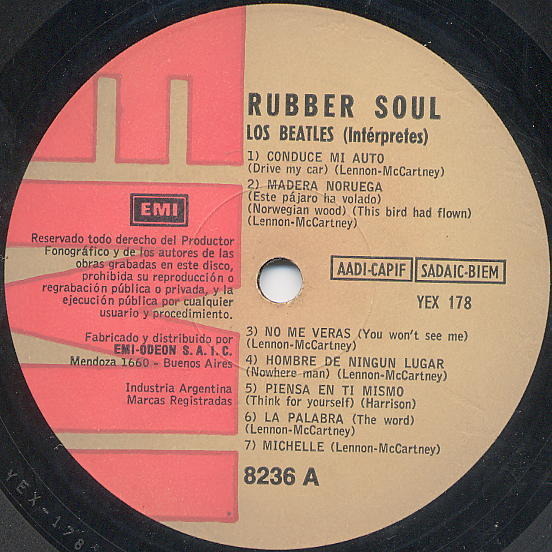 RUBBER SOUL
LOS BEATLES (Intérpretes)
1) CONDUCE MI AUTO
(Drive my car) (Lennon-McCartney)
2) MADERA NORUEGA
(Este pájaro ha volado)
(Norwegian wood) (This bird had flown)
(Lennon-McCartney)
EMI
Reservado todo derecho del Productor
Fonográfico y de los autores de las
obras grabadas en este disco,
prohibida su reproducción o
regrabación pública o privada, y la
ejecución pública por cualquier
usuario y procedimiento.
AADI-CAPIF SADAIC-BIEM
YEX 178
Fabricado y distribuido por
EMI-ODEON S.A.I.C.
Mendoza 1660 - Buenos Aires
Industria Argentina
Marcas Registradas
3) NO ME VERAS (You won't see me)
(Lennon-McCartney)
4) HOMBRE DE NINGUN LUGAR
(Nowhere man) (Lennon-McCartney)
5) PIENSA EN TI MISMO
(Think for yourself) (Harrison)
6) LA PALABRA (The word)
(Lennon-McCartney)
7) MICHELLE (Lennon-McCartney)
8236 A
YEX-178